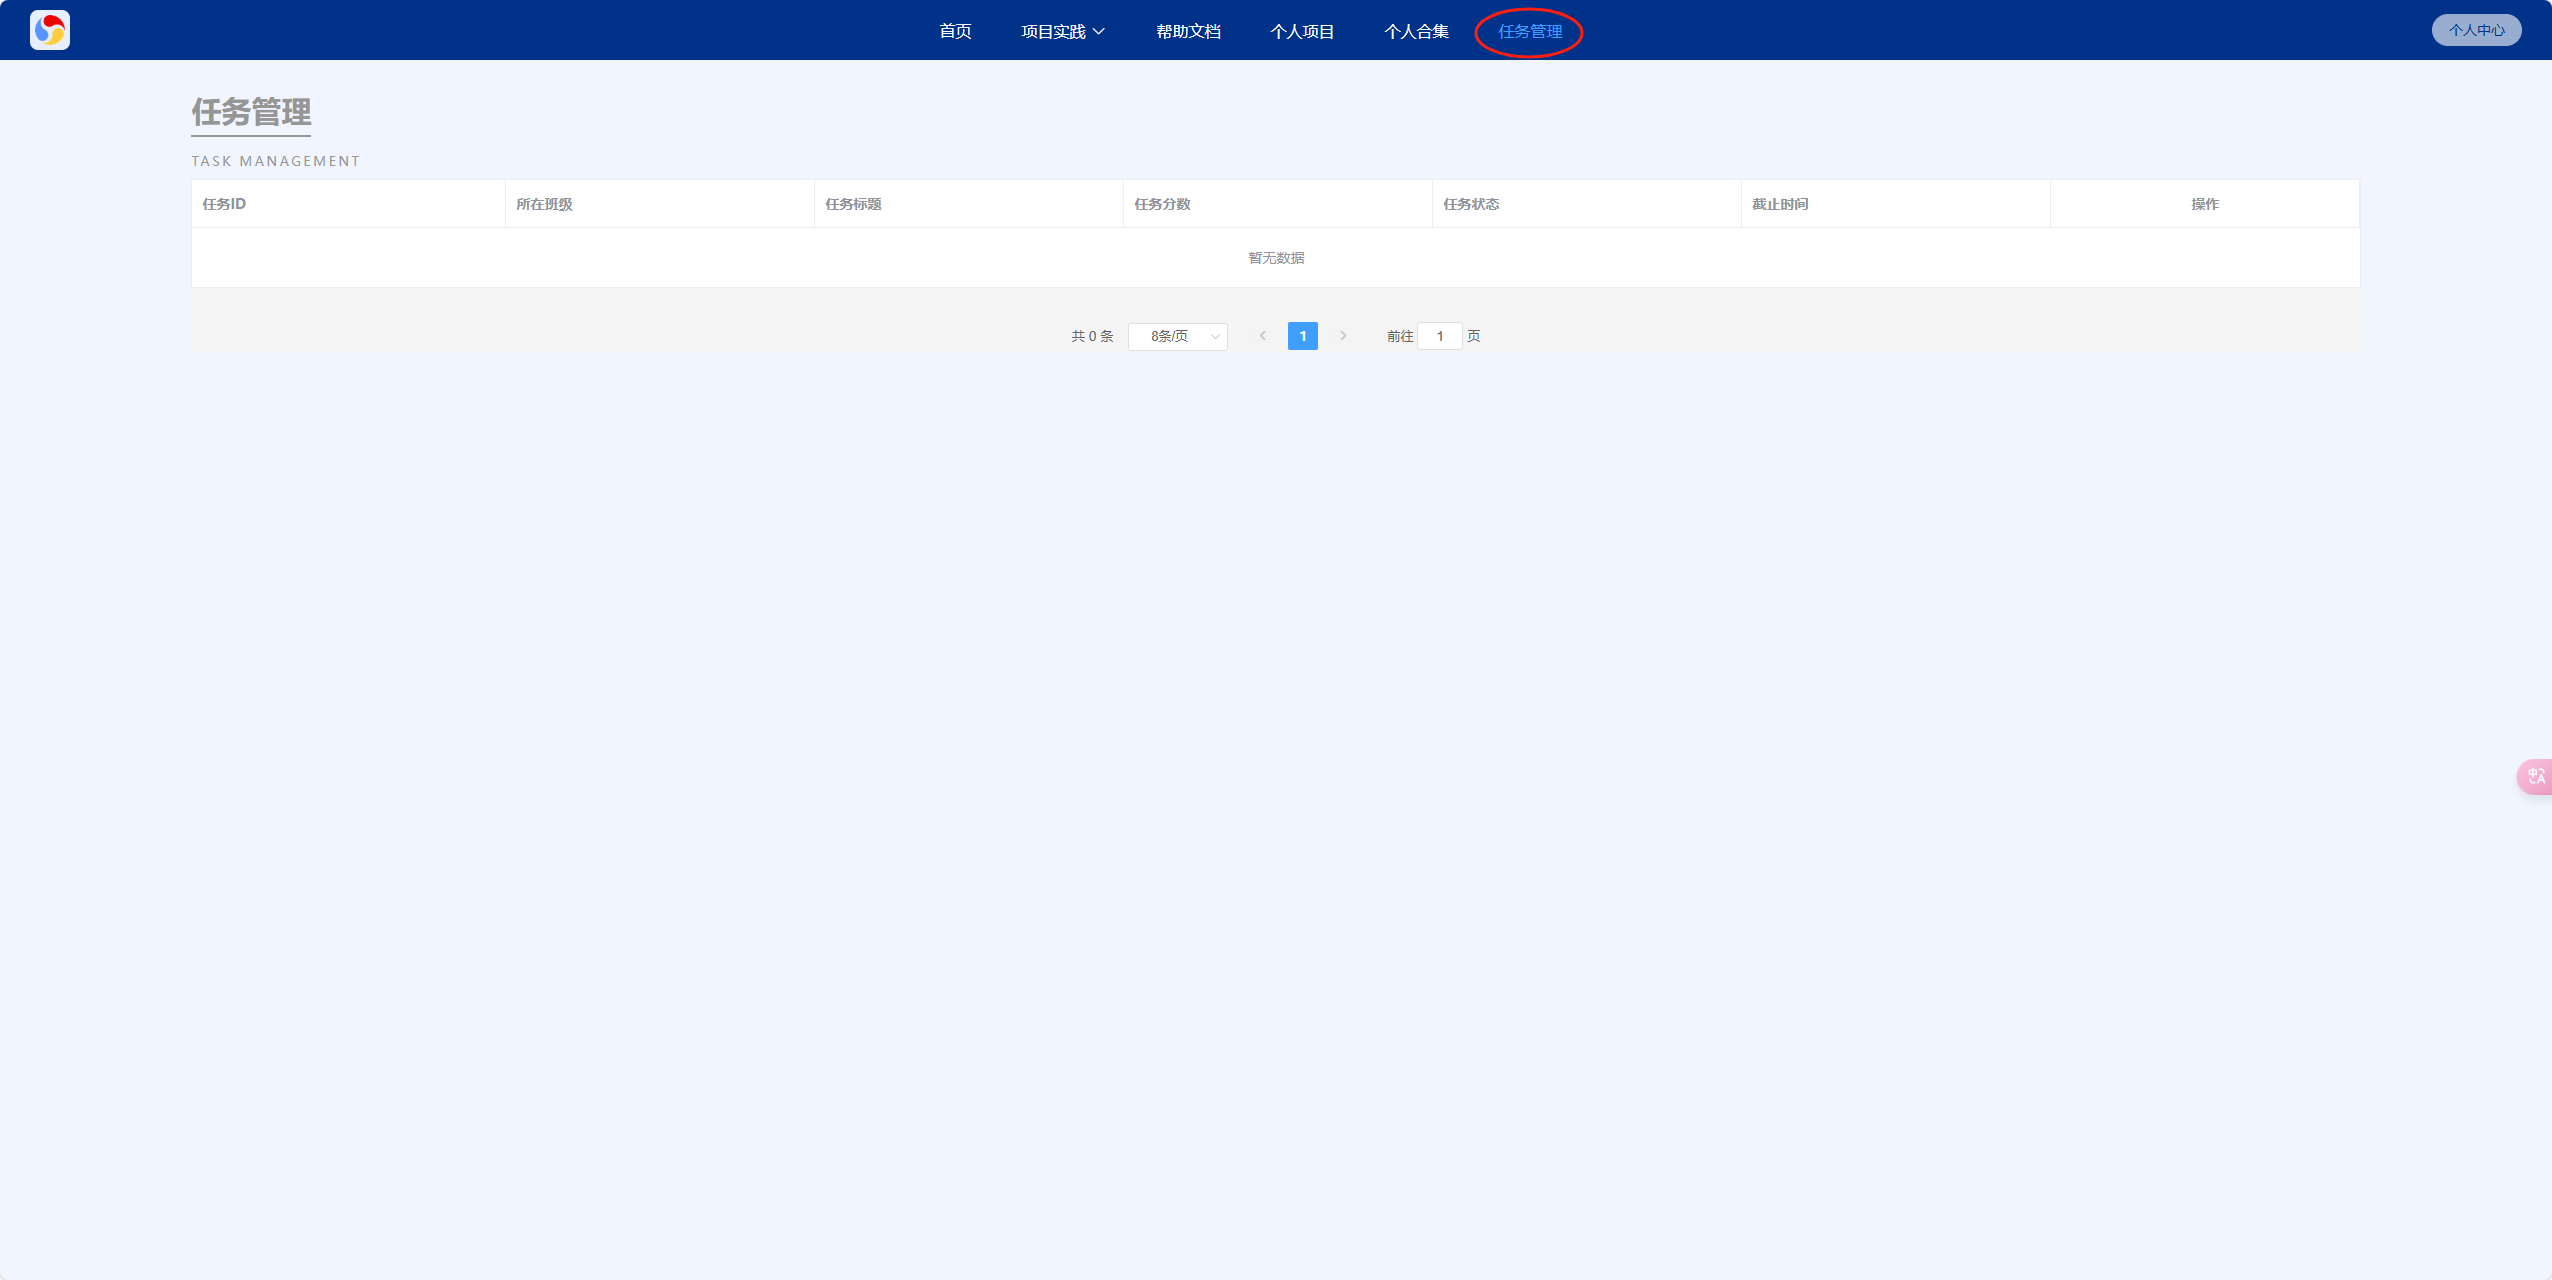 首页 项目实践 帮助文档 个人项目 个人合集 任务管理 个人中心
任务管理
TASK MANAGEMENT
任务ID 所在班级 任务标题 任务分数 任务状态 截止时间 操作
暂无数据
共 0 条 8条/页 1 前往 1 页
中A